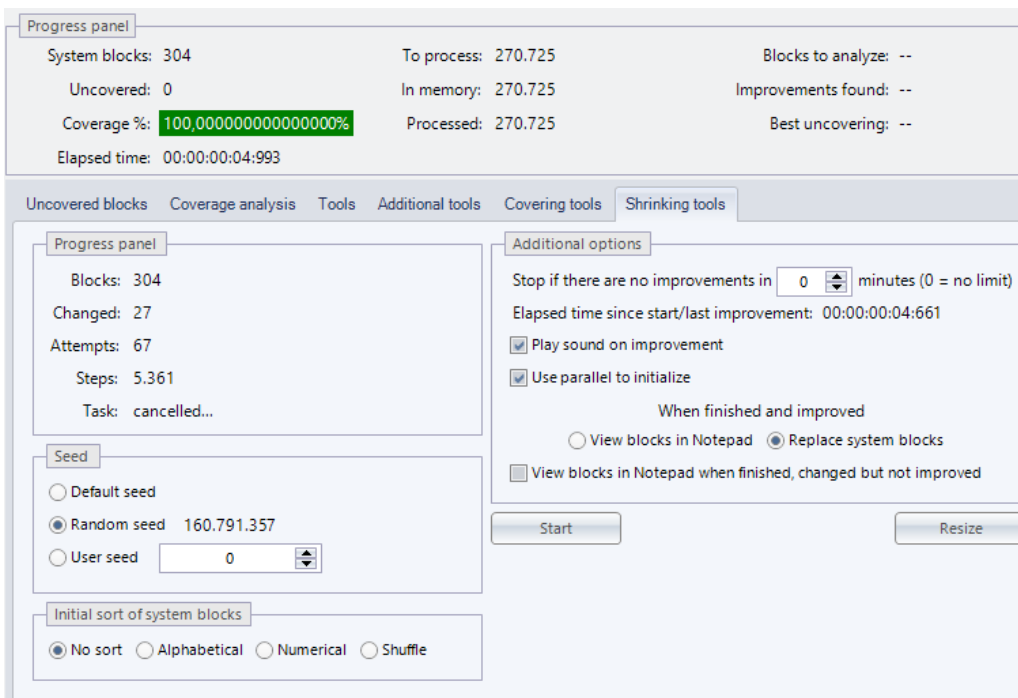 Progress panel
System blocks: 304 To process: 270.725 Blocks to analyze: --
Uncovered: 0 In memory: 270.725 Improvements found: --
Coverage %: 100,000000000000000% Processed: 270.725 Best uncovering: --
Elapsed time: 00:00:00:04:993
Uncovered blocks Coverage analysis Tools Additional tools Covering tools Shrinking tools
Progress panel
Blocks: 304
Changed: 27
Attempts: 67
Steps: 5.361
Task: cancelled...
Seed
Default seed
Random seed 160.791.357
User seed 0
Initial sort of system blocks
No sort Alphabetical Numerical Shuffle
Additional options
Stop if there are no improvements in 0 minutes (0 = no limit)
Elapsed time since start/last improvement: 00:00:00:04:661
Play sound on improvement
Use parallel to initialize
When finished and improved
View blocks in Notepad Replace system blocks
View blocks in Notepad when finished, changed but not improved
Start Resize